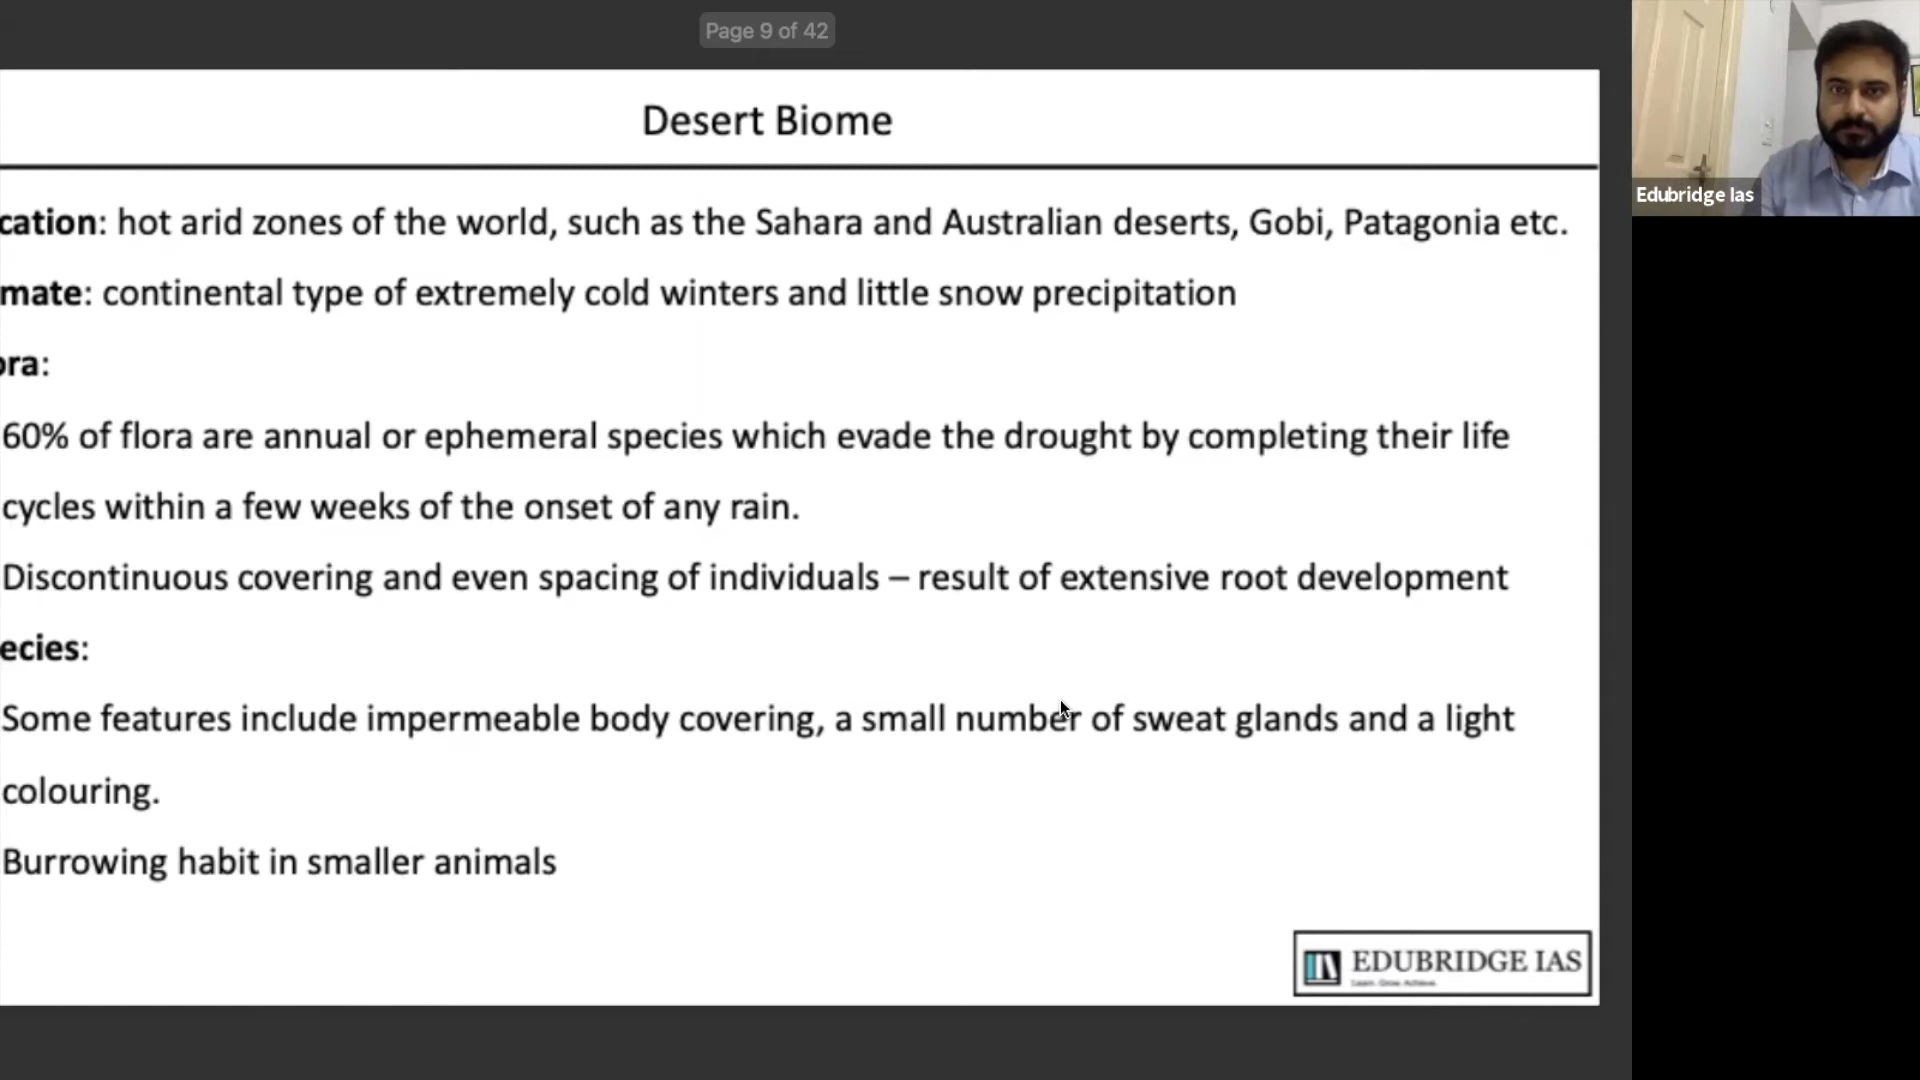 Page 9 of 42
Desert Biome
cation: hot arid zones of the world, such as the Sahara and Australian deserts, Gobi, Patagonia etc.
mate: continental type of extremely cold winters and little snow precipitation
ora:
60% of flora are annual or ephemeral species which evade the drought by completing their life
cycles within a few weeks of the onset of any rain.
Discontinuous covering and even spacing of individuals – result of extensive root development
ecies:
Some features include impermeable body covering, a small number of sweat glands and a light
colouring.
Burrowing habit in smaller animals
EDUBRIDGE IAS
Learn. Grow. Achieve.
Edubridge Ias